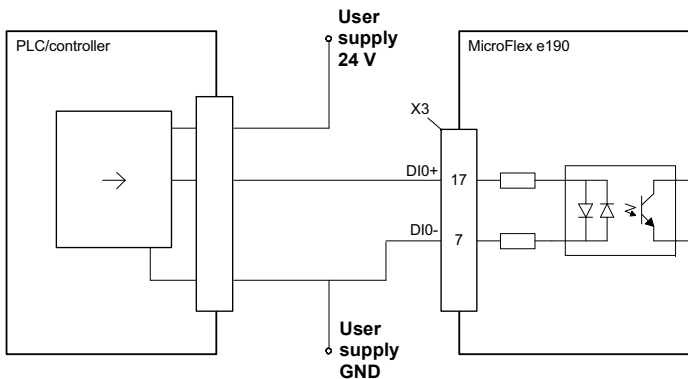 User
supply
24 V
PLC/controller
MicroFlex e190
X3
DI0+
17
DI0-
7
User
supply
GND